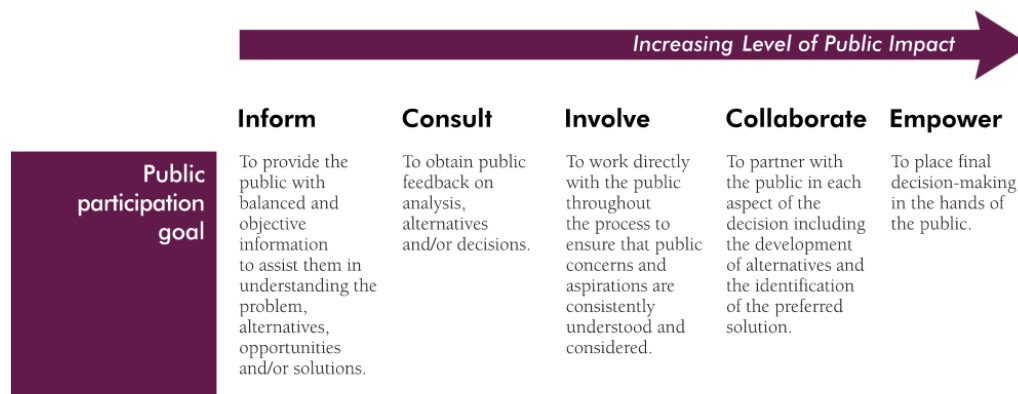 Increasing Level of Public Impact
Inform
Consult
Involve
Collaborate
Empower
Public
participation
goal
To provide the
public with
balanced and
objective
information
to assist them in
understanding the
problem,
alternatives,
opportunities
and/or solutions.
To obtain public
feedback on
analysis,
alternatives
and/or decisions.
To work directly
with the public
throughout
the process to
ensure that public
concerns and
aspirations are
consistently
understood and
considered.
To partner with
the public in each
aspect of the
decision including
the development
of alternatives and
the identification
of the preferred
solution.
To place final
decision-making
in the hands of
the public.